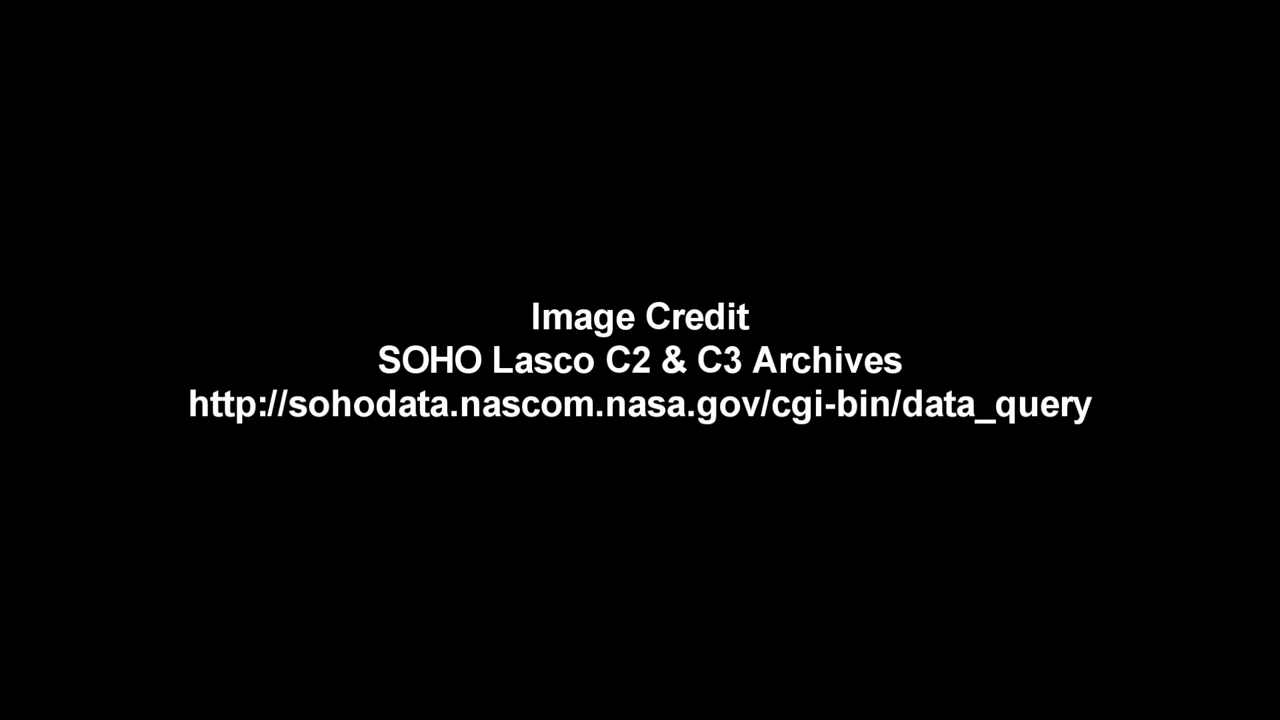 Image Credit
SOHO Lasco C2 & C3 Archives
http://sohodata.nascom.nasa.gov/cgi-bin/data_query